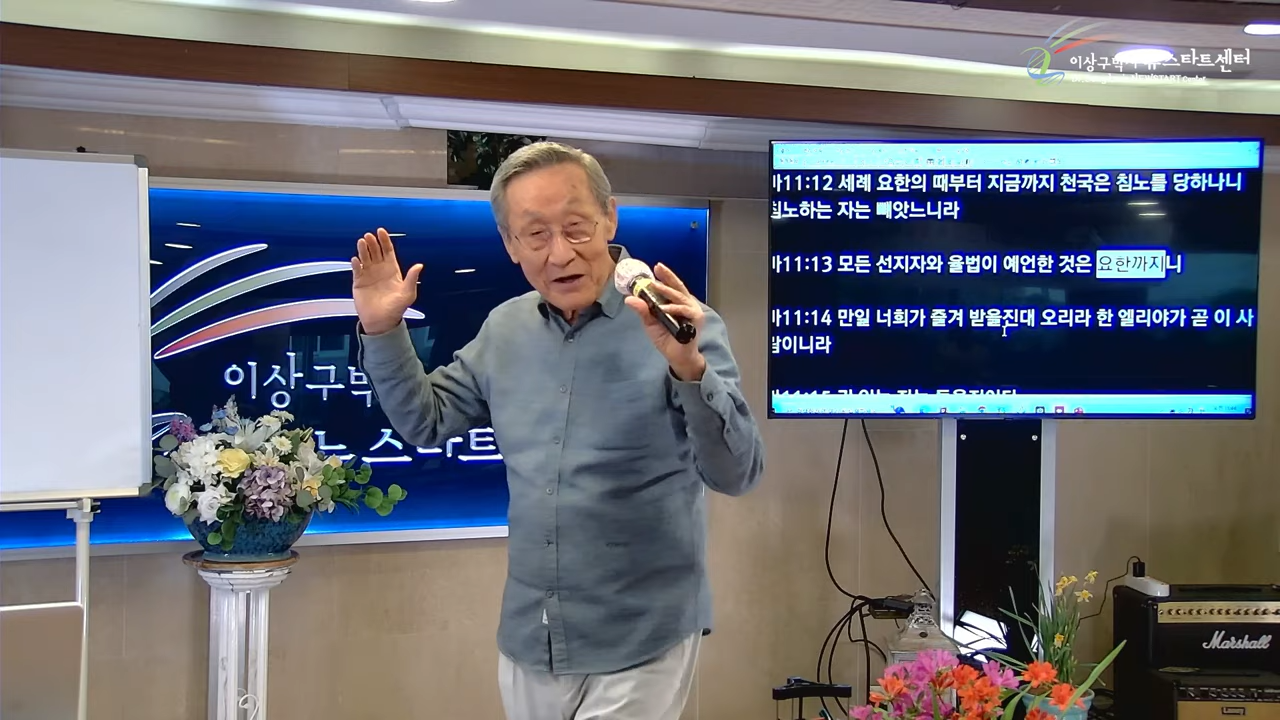 이상구박사 뉴스타트센터
마11:12 세례 요한의 때부터 지금까지 천국은 침노를 당하나니
침노하는 자는 빼앗느니라
마11:13 모든 선지자와 율법이 예언한 것은 요한까지니
마11:14 만일 너희가 즐겨 받을진대 오리라 한 엘리야가 곧 이 사
람이니라
이상구박
뉴스타트
Marshall